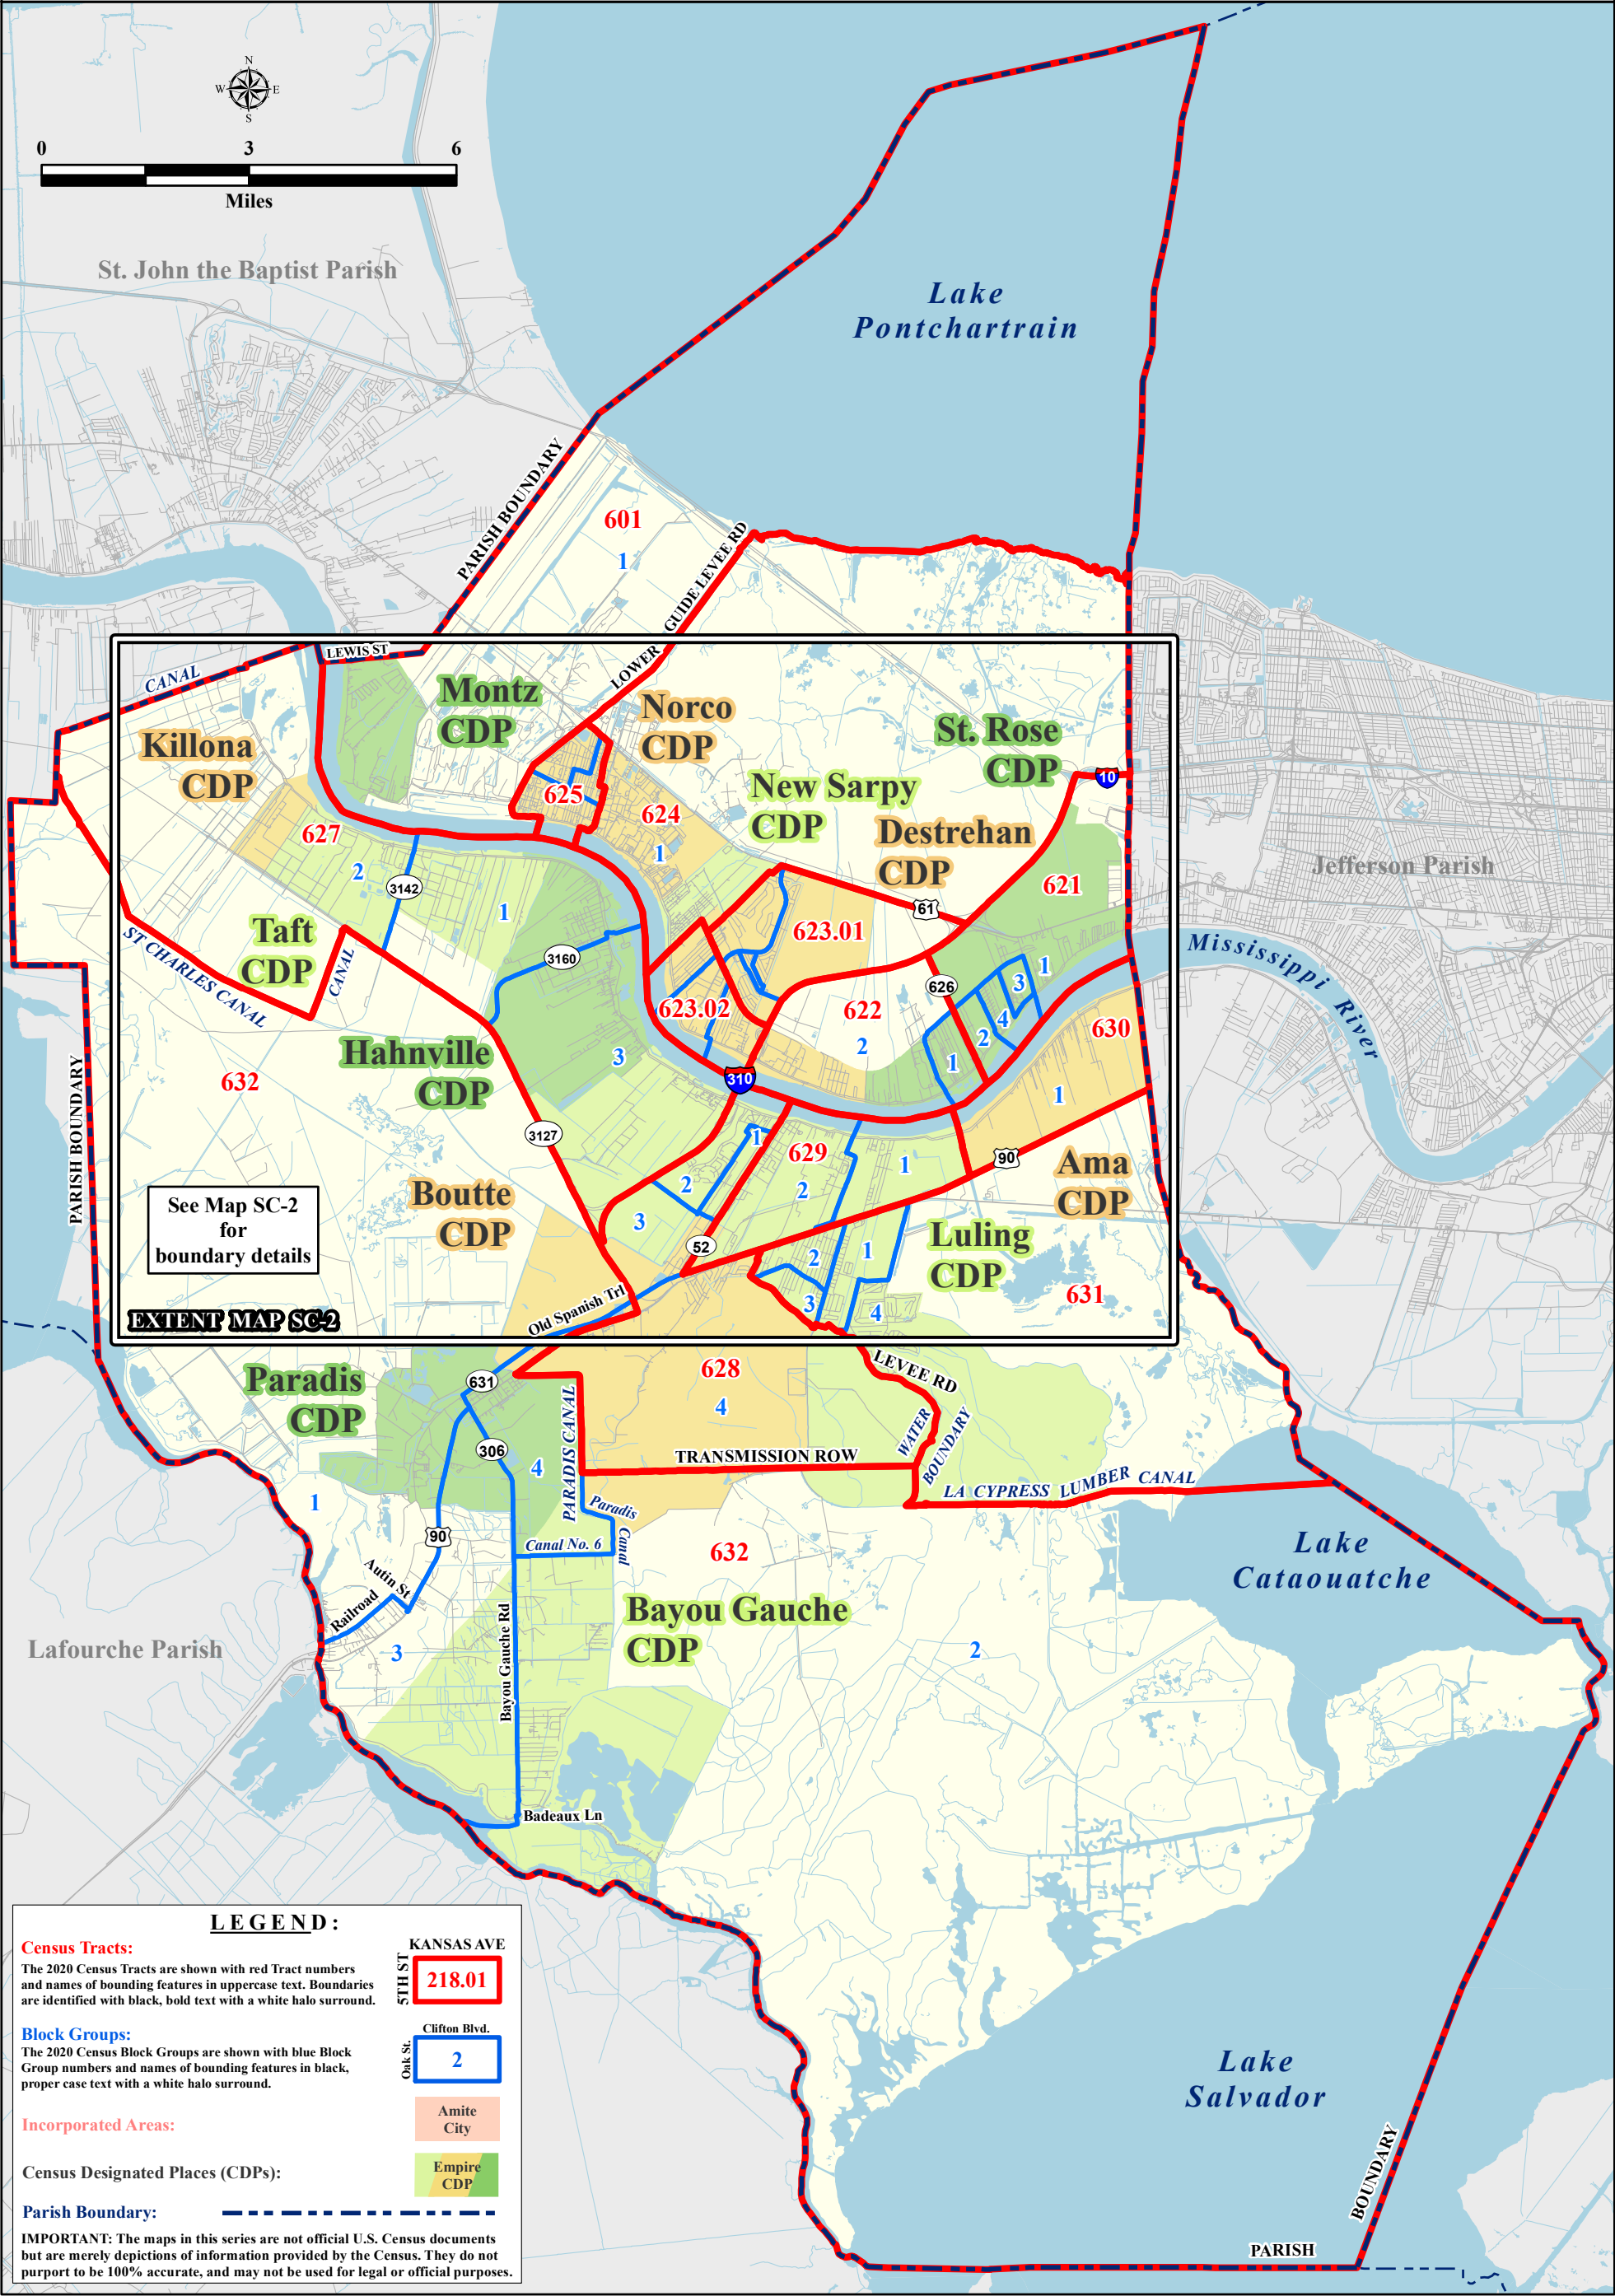 N
W E
S
0 3 6
Miles
St. John the Baptist Parish
Lake
Pontchartrain
PARISH BOUNDARY
601
1
LOWER GUIDE LEVEE RD
LEWIS ST
CANAL
Montz
CDP
Norco
CDP
Killona
CDP
St. Rose
CDP
10
New Sarpy
CDP
625
624
1
627
2
Destrehan
CDP
Jefferson Parish
621
3142
1
61
Taft
CDP
623.01
ST CHARLES CANAL
CANAL
3160
Mississippi River
626
3
1
623.02
622
2
4
2
1
630
1
Hahnville
CDP
3
632
310
PARISH BOUNDARY
3127
1
629
2
1
90
Ama
CDP
2
Boutte
CDP
See Map SC-2
for
boundary details
3
52
Luling
CDP
2
1
3
4
631
Old Spanish Trl
EXTENT MAP SC-2
Paradis
CDP
631
628
4
LEVEE RD
WATER BOUNDARY
PARADIS CANAL
306
4
TRANSMISSION ROW
LA CYPRESS LUMBER CANAL
1
Paradis Canal
90
Canal No. 6
632
Lake
Cataouatche
Autin St
Railroad
Bayou Gauche
CDP
Lafourche Parish
3
2
Bayou Gauche Rd
Badeaux Ln
LEGEND:
Census Tracts:
The 2020 Census Tracts are shown with red Tract numbers
and names of bounding features in uppercase text. Boundaries
are identified with black, bold text with a white halo surround.
KANSAS AVE
5TH ST
218.01
Block Groups:
The 2020 Census Block Groups are shown with blue Block
Group numbers and names of bounding features in black,
proper case text with a white halo surround.
Clifton Blvd.
Oak St.
2
Incorporated Areas:
Amite
City
Census Designated Places (CDPs):
Empire
CDP
Parish Boundary:
IMPORTANT: The maps in this series are not official U.S. Census documents
but are merely depictions of information provided by the Census. They do not
purport to be 100% accurate, and may not be used for legal or official purposes.
Lake
Salvador
PARISH BOUNDARY